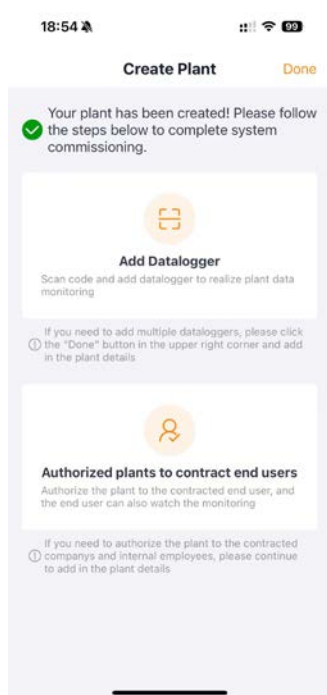 18:54
99
Create Plant
Done
Your plant has been created! Please follow
the steps below to complete system
commissioning.
Add Datalogger
Scan code and add datalogger to realize plant data
monitoring
If you need to add multiple dataloggers, please click
the "Done" button in the upper right corner and add
in the plant details
Authorized plants to contract end users
Authorize the plant to the contracted end user, and
the end user can also watch the monitoring
If you need to authorize the plant to the contracted
companys and internal employees, please continue
to add in the plant details